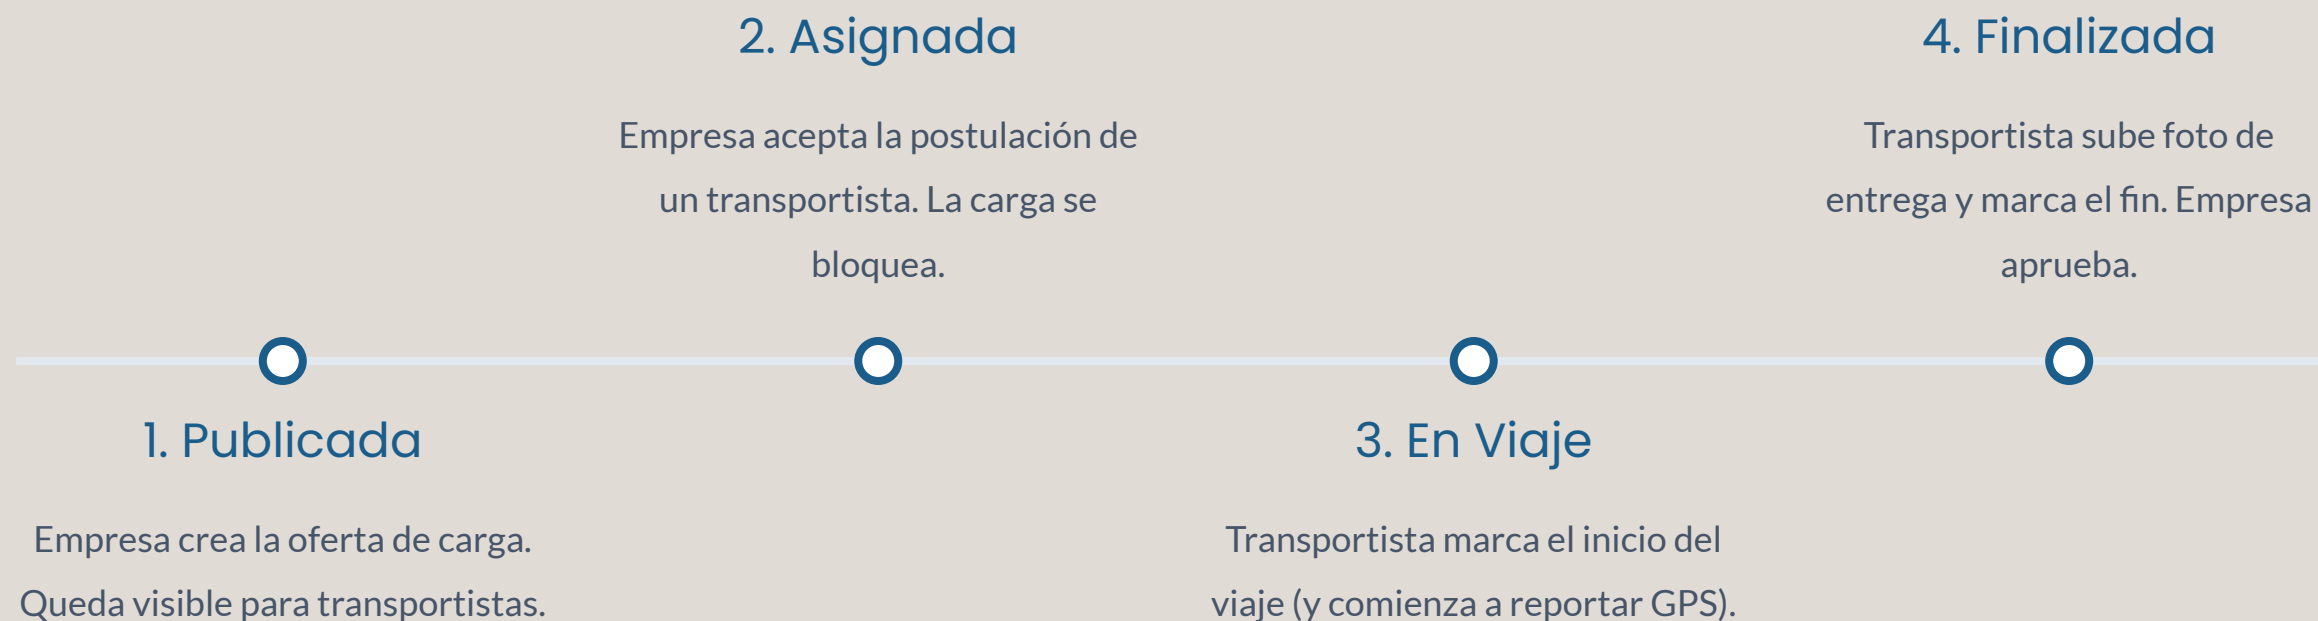 1. Publicada
Empresa crea la oferta de carga.
Queda visible para transportistas.
2. Asignada
Empresa acepta la postulación de
un transportista. La carga se
bloquea.
3. En Viaje
Transportista marca el inicio del
viaje (y comienza a reportar GPS).
4. Finalizada
Transportista sube foto de
entrega y marca el fin. Empresa
aprueba.